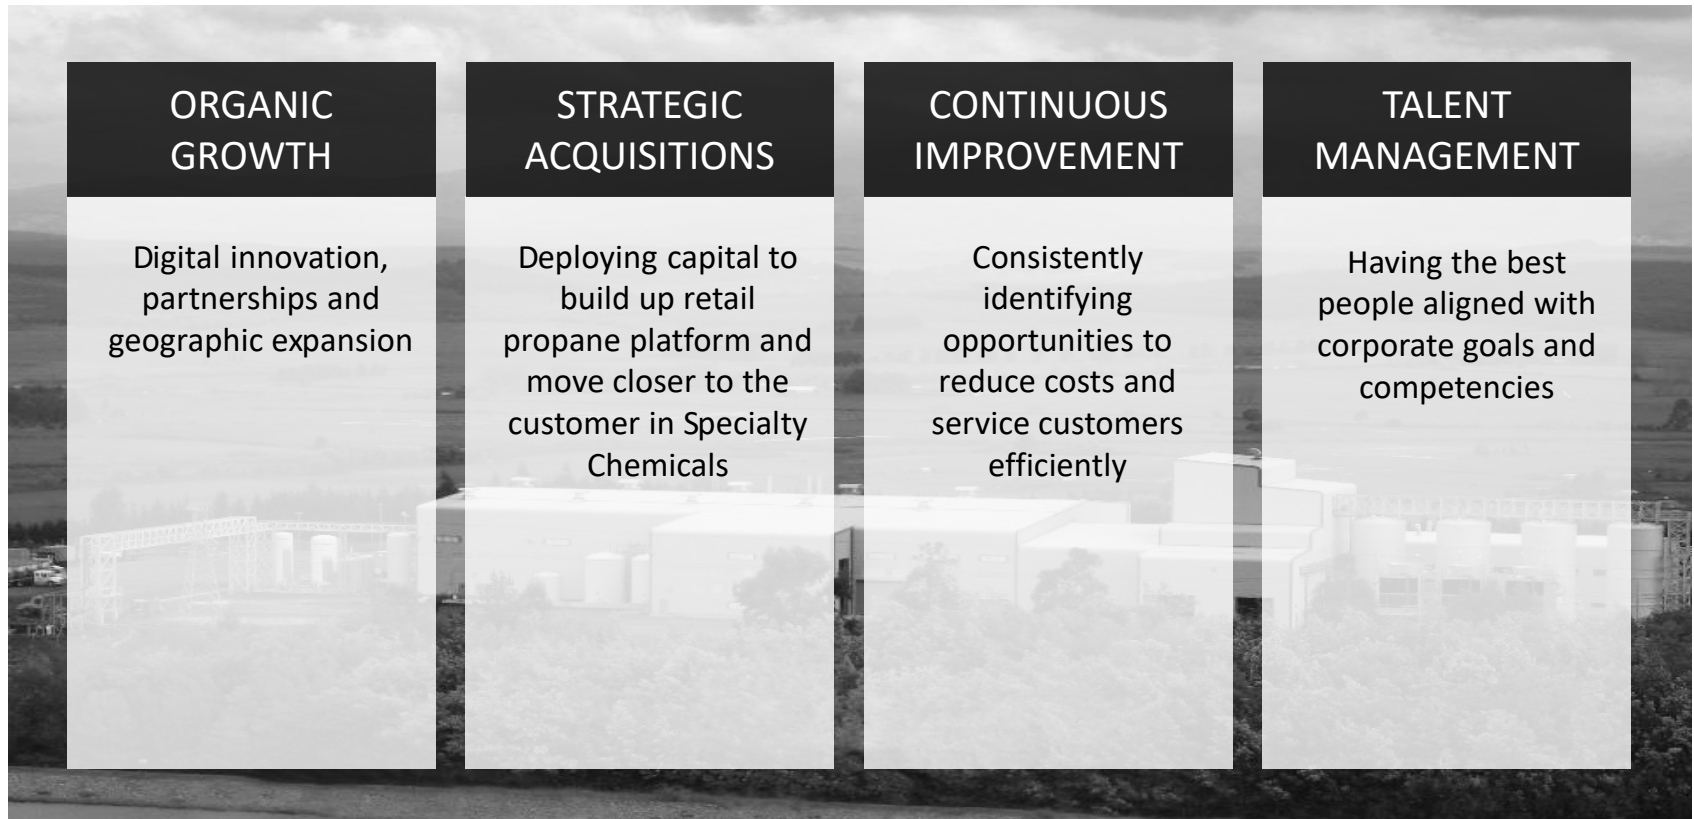 ORGANIC
GROWTH
Digital innovation,
partnerships and
geographic expansion
STRATEGIC
ACQUISITIONS
Deploying capital to
build up retail
propane platform and
move closer to the
customer in Specialty
Chemicals
CONTINUOUS
IMPROVEMENT
Consistently
identifying
opportunities to
reduce costs and
service customers
efficiently
TALENT
MANAGEMENT
Having the best
people aligned with
corporate goals and
competencies